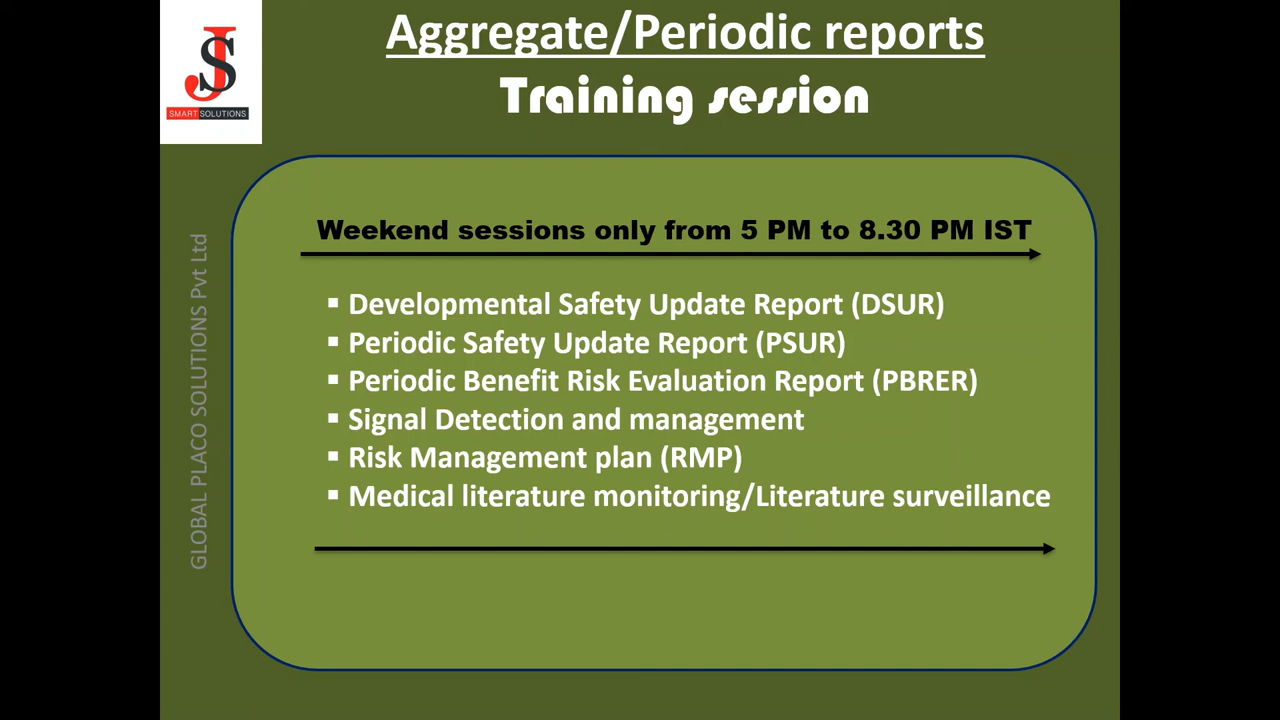 JS
SMART SOLUTIONS
Aggregate/Periodic reports
Training session
GLOBAL PLACO SOLUTIONS Pvt Ltd
Weekend sessions only from 5 PM to 8.30 PM IST
▪ Developmental Safety Update Report (DSUR)
▪ Periodic Safety Update Report (PSUR)
▪ Periodic Benefit Risk Evaluation Report (PBRER)
▪ Signal Detection and management
▪ Risk Management plan (RMP)
▪ Medical literature monitoring/Literature surveillance